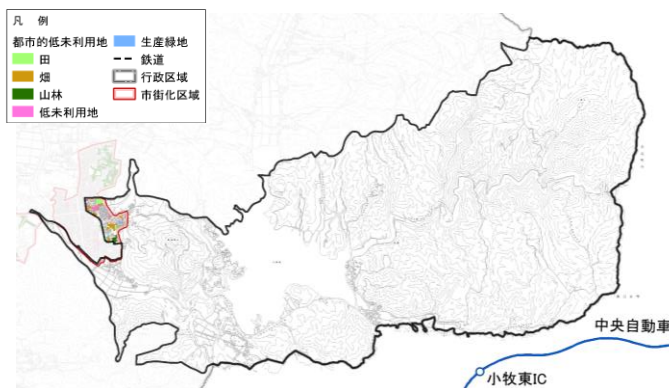 凡 例
都市的低未利用地
田
畑
山林
低未利用地
生産緑地
鉄道
行政区域
市街化区域
中央自動車
小牧東IC